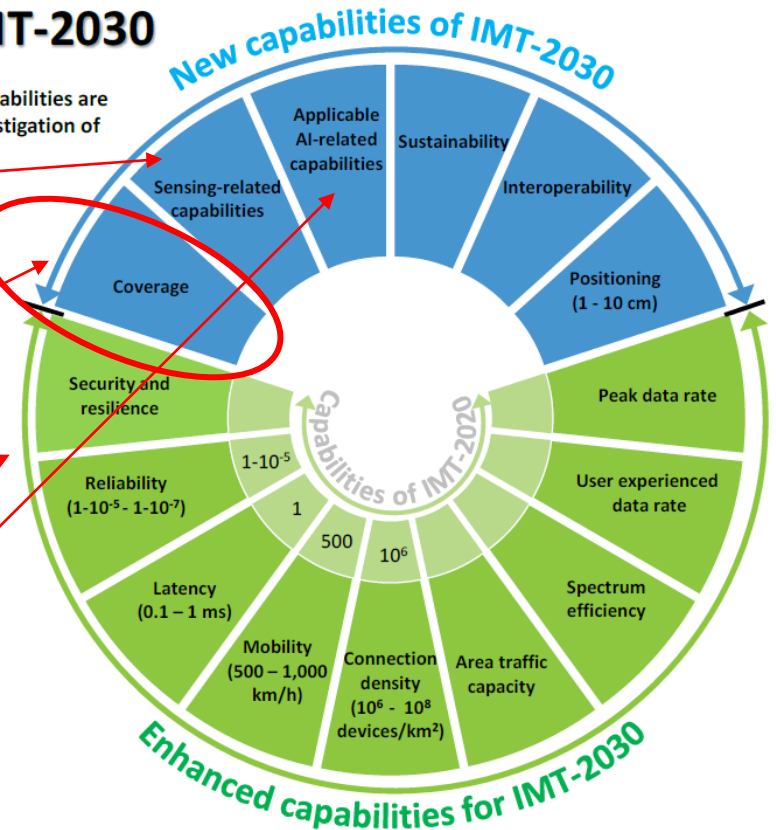 MT-2030
abilities are
stigation of
New capabilities of IMT-2030
Applicable
AI-related
capabilities
Sustainability
Sensing-related
capabilities
Interoperability
Coverage
Positioning
(1 - 10 cm)
Security and
resilience
Peak data rate
Capabilities of IMT-2020
Reliability
(1-10⁻⁵ - 1-10⁻⁷)
1-10⁻⁵
User experienced
data rate
1
500
10⁶
Latency
(0.1 – 1 ms)
Spectrum
efficiency
Mobility
(500 – 1,000
km/h)
Connection
density
(10⁶ - 10⁸
devices/km²)
Area traffic
capacity
Enhanced capabilities for IMT-2030